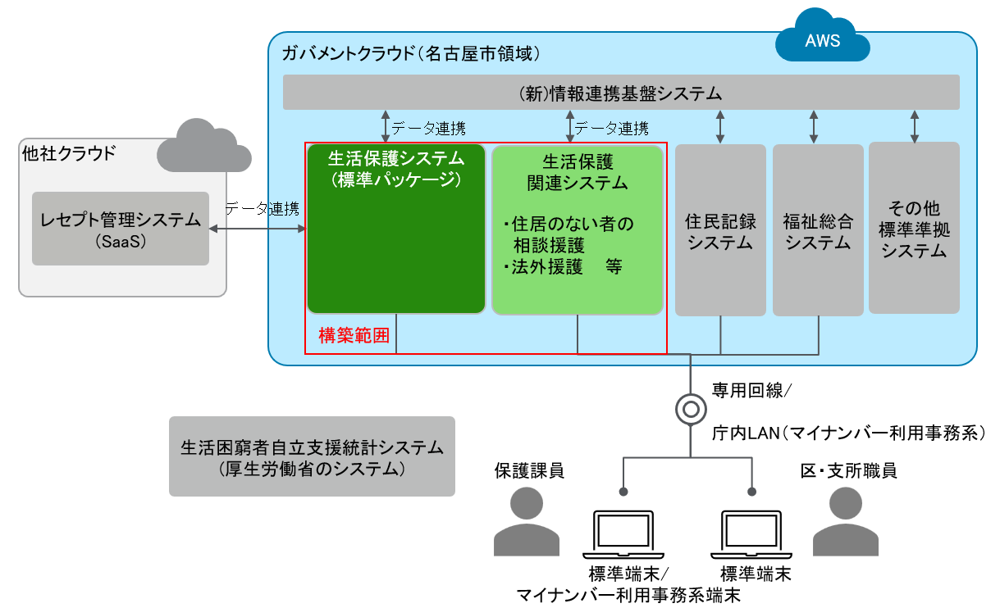 AWS
ガバメントクラウド（名古屋市領域）
(新)情報連携基盤システム
データ連携
データ連携
他社クラウド
レセプト管理システム
(SaaS)
データ連携
生活保護システム
(標準パッケージ)
生活保護
関連システム
・住居のない者の
相談援護
・法外援護　等
住民記録
システム
福祉総合
システム
その他
標準準拠
システム
構築範囲
専用回線/
庁内LAN（マイナンバー利用事務系）
生活困窮者自立支援統計システム
(厚生労働省のシステム)
保護課員
区・支所職員
標準端末/
マイナンバー利用事務系端末
標準端末